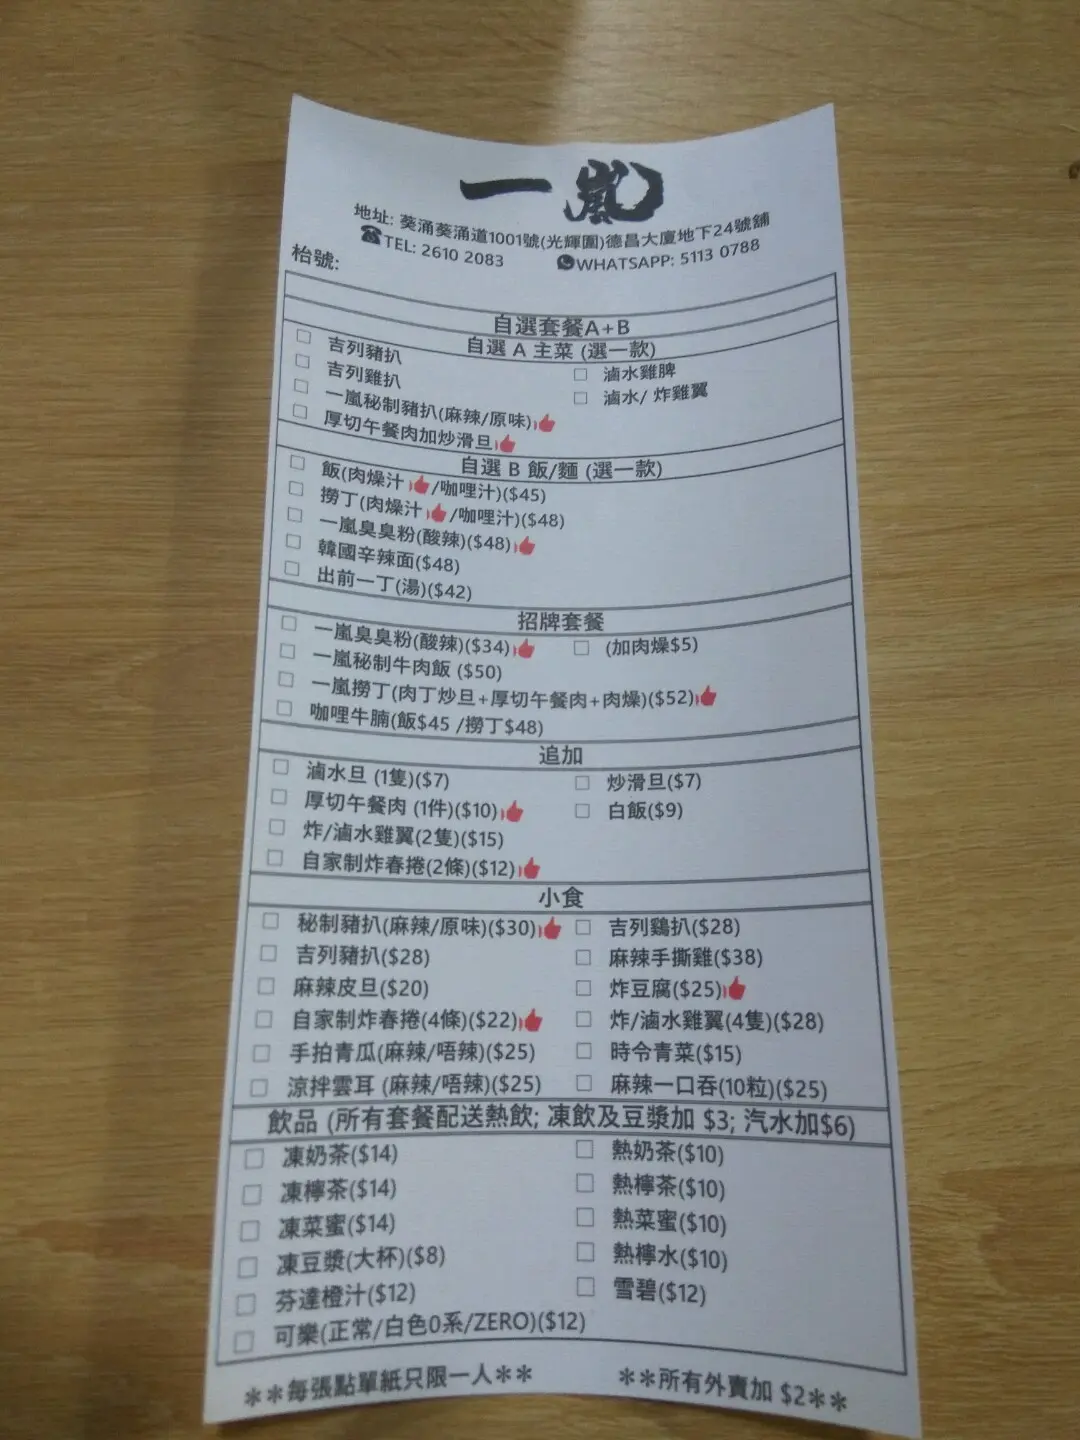 一嵐
地址: 葵涌葵涌道1001號(光輝圍)德昌大廈地下24號舖
TEL: 2610 2083 WHATSAPP: 5113 0788
枱號:
自選套餐A+B
自選 A 主菜 (選一款)
吉列豬扒
吉列雞扒 滷水雞脾
一嵐秘制豬扒(麻辣/原味) 滷水/ 炸雞翼
厚切午餐肉加炒滑旦
自選 B 飯/麵 (選一款)
飯(肉燥汁/咖哩汁)($45)
撈丁(肉燥汁/咖哩汁)($48)
一嵐臭臭粉(酸辣)($48)
韓國辛辣面($48)
出前一丁(湯)($42)
招牌套餐
一嵐臭臭粉(酸辣)($34) (加肉燥$5)
一嵐秘制牛肉飯 ($50)
一嵐撈丁(肉丁炒旦+厚切午餐肉+肉燥)($52)
咖哩牛腩(飯$45 /撈丁$48)
追加
滷水旦 (1隻)($7) 炒滑旦($7)
厚切午餐肉 (1件)($10) 白飯($9)
炸/滷水雞翼(2隻)($15)
自家制炸春捲(2條)($12)
小食
秘制豬扒(麻辣/原味)($30) 吉列鷄扒($28)
吉列豬扒($28) 麻辣手撕雞($38)
麻辣皮旦($20) 炸豆腐($25)
自家制炸春捲(4條)($22) 炸/滷水雞翼(4隻)($28)
手拍青瓜(麻辣/唔辣)($25) 時令青菜($15)
涼拌雲耳 (麻辣/唔辣)($25) 麻辣一口吞(10粒)($25)
飲品 (所有套餐配送熱飲; 凍飲及豆漿加 $3; 汽水加$6)
凍奶茶($14) 熱奶茶($10)
凍檸茶($14) 熱檸茶($10)
凍菜蜜($14) 熱菜蜜($10)
凍豆漿(大杯)($8) 熱檸水($10)
芬達橙汁($12) 雪碧($12)
可樂(正常/白色0系/ZERO)($12)
**每張點單紙只限一人** **所有外賣加 $2**